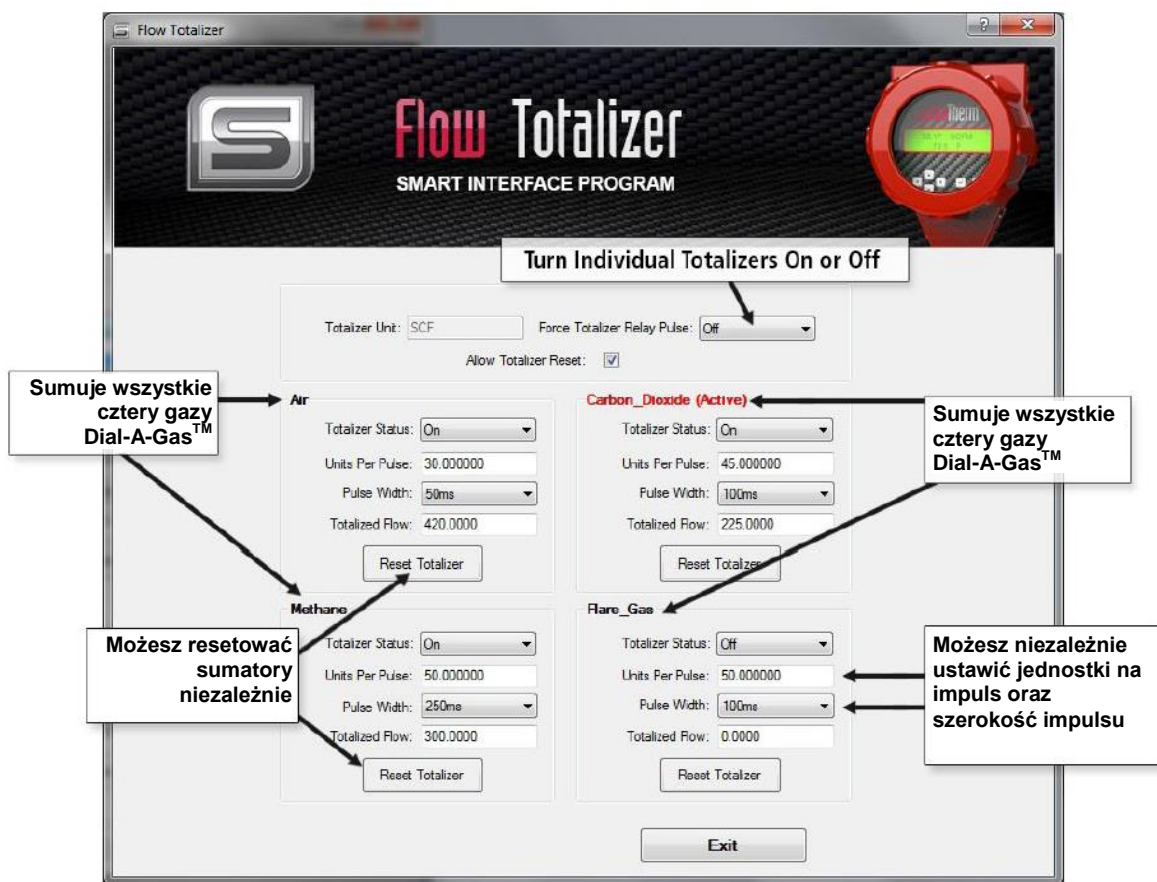 Flow Totalizer
S
Flow Totalizer
SMART INTERFACE PROGRAM
Turn Individual Totalizers On or Off
Totalizer Unit: SCF
Force Totalizer Relay Pulse: Off
Allow Totalizer Reset:
Sumuje wszystkie
cztery gazy
Dial-A-Gas™
Air
Totalizer Status: On
Units Per Pulse: 30.000000
Pulse Width: 50ms
Totalized Flow: 420.0000
Reset Totalizer
Carbon_Dioxide (Active)
Totalizer Status: On
Units Per Pulse: 45.000000
Pulse Width: 100ms
Totalized Flow: 225.0000
Reset Totalizer
Sumuje wszystkie
cztery gazy
Dial-A-Gas™
Methane
Totalizer Status: On
Units Per Pulse: 50.000000
Pulse Width: 250ms
Totalized Flow: 300.0000
Reset Totalizer
Możesz resetować
sumatory
niezależnie
Flare_Gas
Totalizer Status: Off
Units Per Pulse: 50.000000
Pulse Width: 100ms
Totalized Flow: 0.0000
Reset Totalizer
Możesz niezależnie
ustawić jednostki na
impuls oraz
szerokość impulsu
Exit